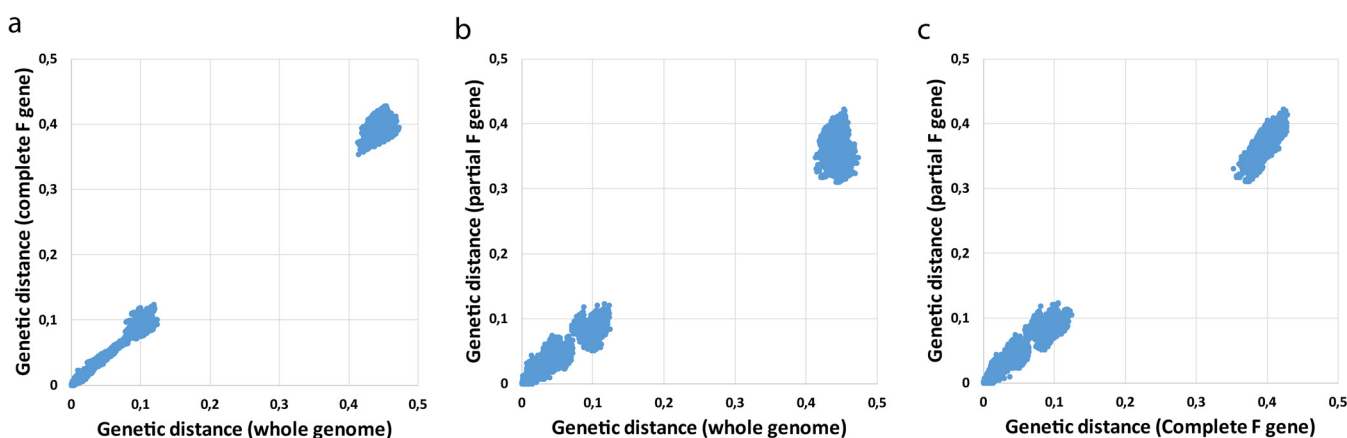 a
Genetic distance (complete F gene)
0,5
0,4
0,3
0,2
0,1
0
0 0,1 0,2 0,3 0,4 0,5
Genetic distance (whole genome)
b
Genetic distance (partial F gene)
0,5
0,4
0,3
0,2
0,1
0
0 0,1 0,2 0,3 0,4 0,5
Genetic distance (whole genome)
c
Genetic distance (partial F gene)
0,5
0,4
0,3
0,2
0,1
0
0 0,1 0,2 0,3 0,4 0,5
Genetic distance (Complete F gene)